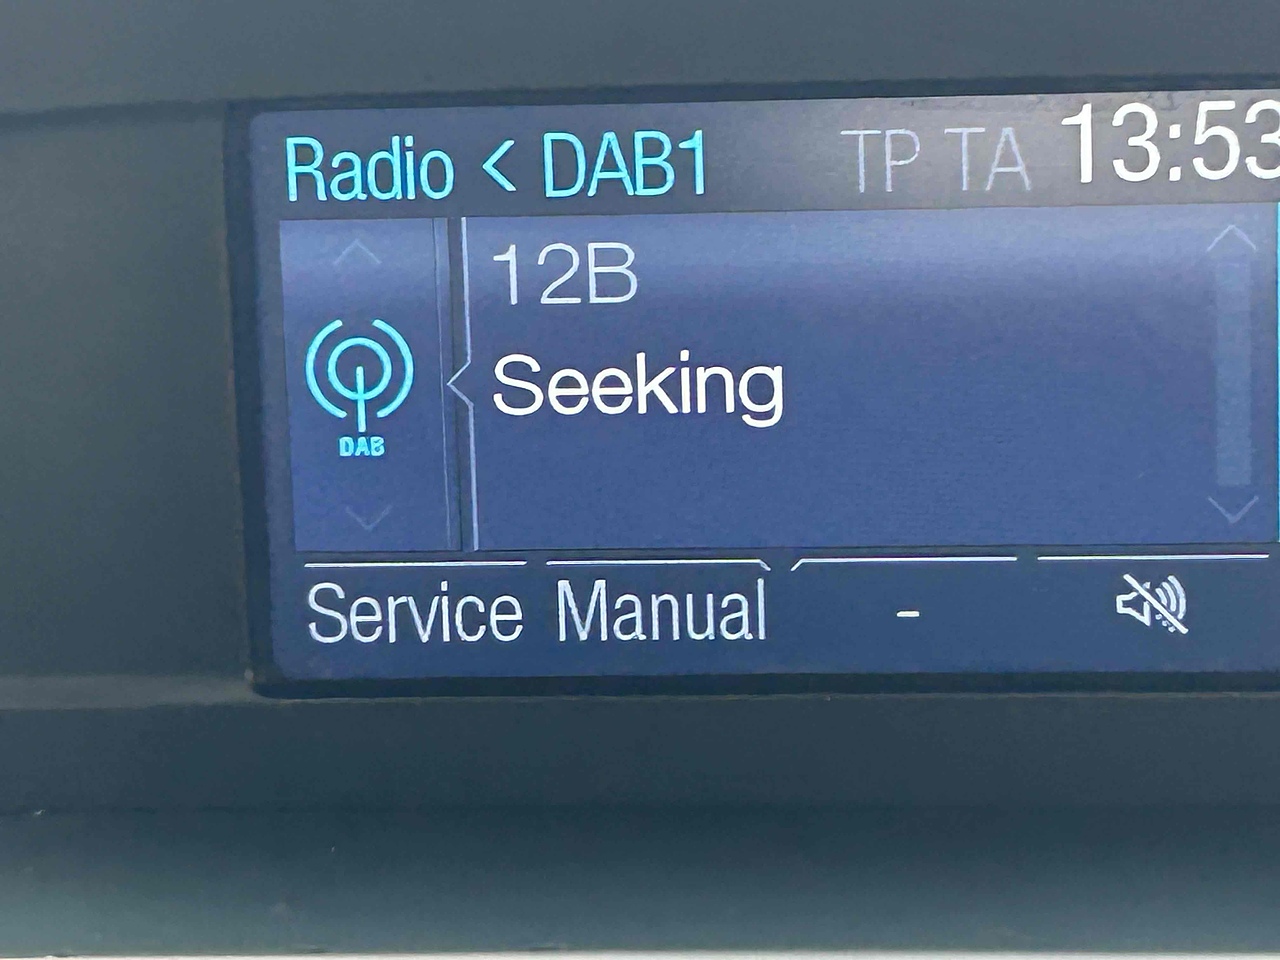 Radio < DAB1 TP TA 13:53
12B
DAB
Seeking
Service Manual -